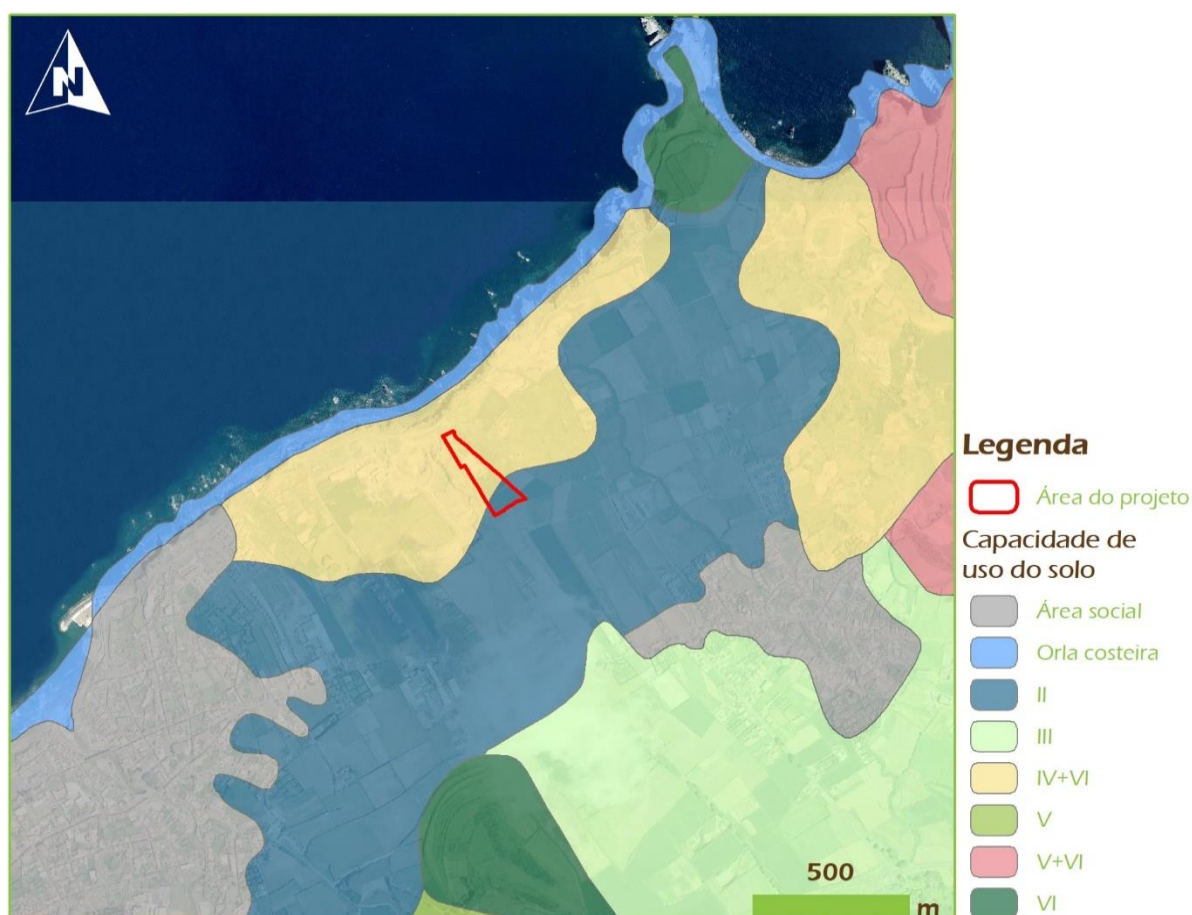 N
Legenda
Área do projeto
Capacidade de
uso do solo
Área social
Orla costeira
II
III
IV+VI
V
V+VI
VI
500
m